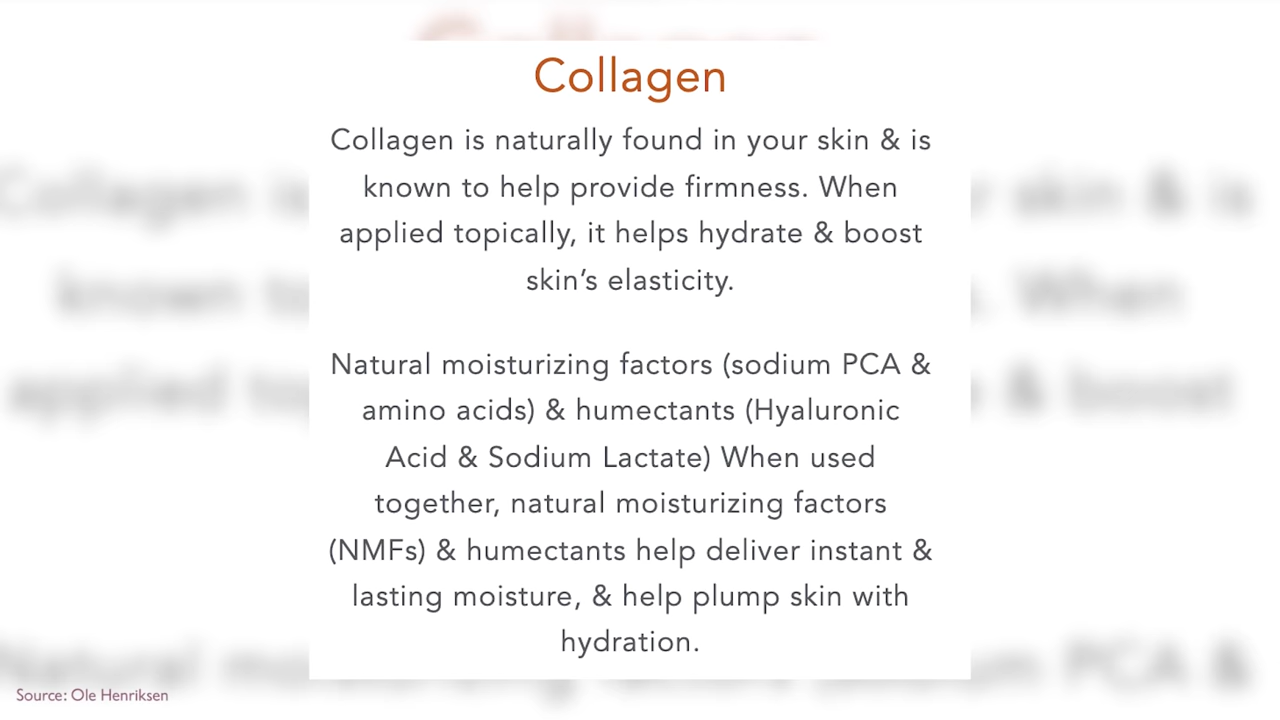 Collagen
Collagen is naturally found in your skin & is
known to help provide firmness. When
applied topically, it helps hydrate & boost
skin’s elasticity.
Natural moisturizing factors (sodium PCA &
amino acids) & humectants (Hyaluronic
Acid & Sodium Lactate) When used
together, natural moisturizing factors
(NMFs) & humectants help deliver instant &
lasting moisture, & help plump skin with
hydration.
Source: Ole Henriksen